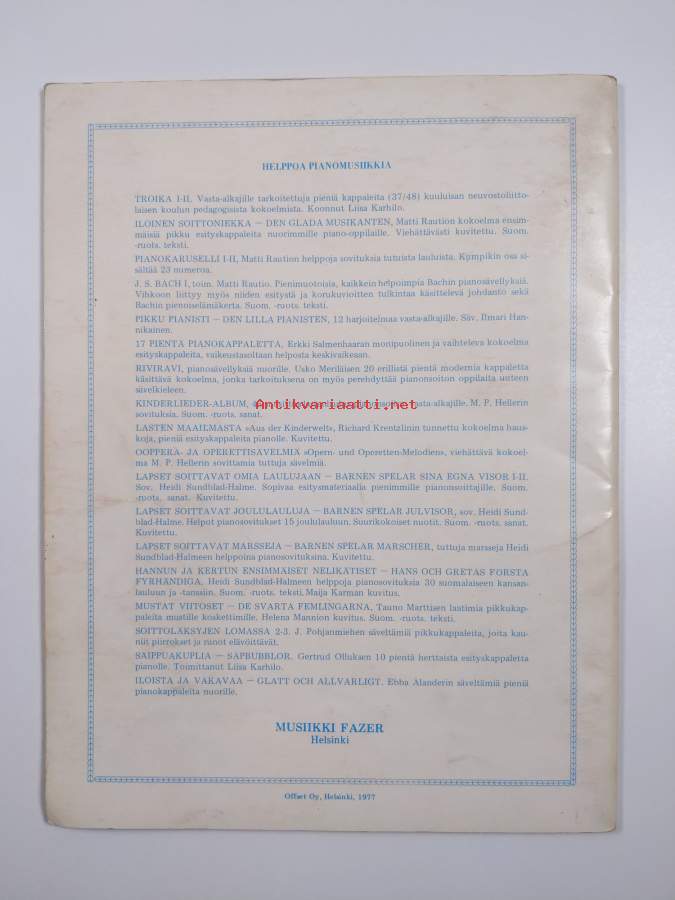 HELPPOA PIANOMUSIIKKIA
TROIKA I-II, Vasta-alkajille tarkoitettuja pieniä kappaleita (37/48) kuuluisan neuvostoliitto-
laisen koulun pedagogisista kokoelmista. Koonnut Liisa Karhilo.
ILOINEN SOITTONIEKKA — DEN GLADA MUSIKANTEN, Matti Raution kokoelma ensim-
mäisiä pikku esityskappaleita nuorimmille piano-oppilaille. Viehättävästi kuvitettu. Suom.
-ruots. teksti.
PIANOKARUSELLI I-II, Matti Raution helppoja sovituksia tutuista lauluista. Kumpikin osa si-
sältää 23 numeroa.
J. S. BACH I, toim. Matti Rautio. Pienimuotoisia, kaikkein helpoimpia Bachin pianosävellyksiä.
Vihkoon liittyy myös niiden esitystä ja korukuvioitten tulkintaa käsittelevä johdanto sekä
Bachin pienoiselämäkerta. Suom. -ruots. teksti.
PIKKU PIANISTI — DEN LILLA PIANISTEN, 12 harjoitelmaa vasta-alkajille. Säv. Ilmari Han-
nikainen.
17 PIENTÄ PIANOKAPPALETTA, Erkki Salmenhaaran monipuolinen ja vaihteleva kokoelma
esityskappaleita, vaikeustasoltaan helposta keskivaikeaan.
RIVIRAVI, pianosävellyksiä nuorille. Usko Meriläisen 20 erillistä pientä modernia kappaletta
käsittävä kokoelma, jonka tarkoituksena on myös perehdyttää pianonsoiton oppilaita uuteen
sävelkieleen.
KINDERLIEDER-ALBUM, vasta-alkajille. M. P. Hellerin
sovituksia. Suom. -ruots. sanat.
Antikvariaatti.net
LASTEN MAAILMASTA »Aus der Kinderwelt», Richard Krentzlinin tunnettu kokoelma haus-
koja, pieniä esityskappaleita pianolle. Kuvitettu.
OOPPERA- JA OPERETTISÄVELMIÄ »Opern- und Operetten-Melodien», viehättävä kokoel-
ma M. P. Hellerin sovittamia tuttuja sävelmiä.
LAPSET SOITTAVAT OMIA LAULUJAAN — BARNEN SPELAR SINA EGNA VISOR I-II.
Sov. Heidi Sundblad-Halme. Sopivaa esitysmateriaalia pienimmille pianonsoittajille. Suom.
-ruots. sanat. Kuvitettu.
LAPSET SOITTAVAT JOULULAULUJA — BARNEN SPELAR JULVISOR, sov. Heidi Sund-
blad-Halme. Helpot pianosovitukset 15 joululauluun. Suurikokoiset nuotit. Suom. -ruots. sanat.
Kuvitettu.
LAPSET SOITTAVAT MARSSEJA — BARNEN SPELAR MARSCHER, tuttuja marsseja Heidi
Sundblad-Halmeen helppoina pianosovituksina. Kuvitettu.
HANNUN JA KERTUN ENSIMMÄISET NELIKÄTISET — HANS OCH GRETAS FÖRSTA
FYRHÄNDIGA, Heidi Sundblad-Halmeen helppoja pianosovituksia 30 suomalaiseen kansan-
lauluun ja -tanssiin. Suom. -ruots. teksti. Maija Karman kuvitus.
MUSTAT VIITOSET — DE SVARTA FEMLINGARNA, Tauno Marttisen laatimia pikkukap-
paleita mustille koskettimille. Helena Mannion kuvitus. Suom. -ruots. teksti.
SOITTOLÄKSYJEN LOMASSA 2-3. J. Pohjanmiehen säveltämiä pikkukappaleita, joita kau-
niit piirrokset ja runot elävöittävät.
SAIPPUAKUPLIA — SÅPBUBBLOR. Gertrud Olluksen 10 pientä herttaista esityskappaletta
pianolle. Toimittanut Liisa Karhilo.
ILOISTA JA VAKAVAA — GLATT OCH ALLVARLIGT. Ebba Alanderin säveltämiä pieniä
pianokappaleita nuorille.
MUSIIKKI FAZER
Helsinki
Offset Oy, Helsinki, 1977